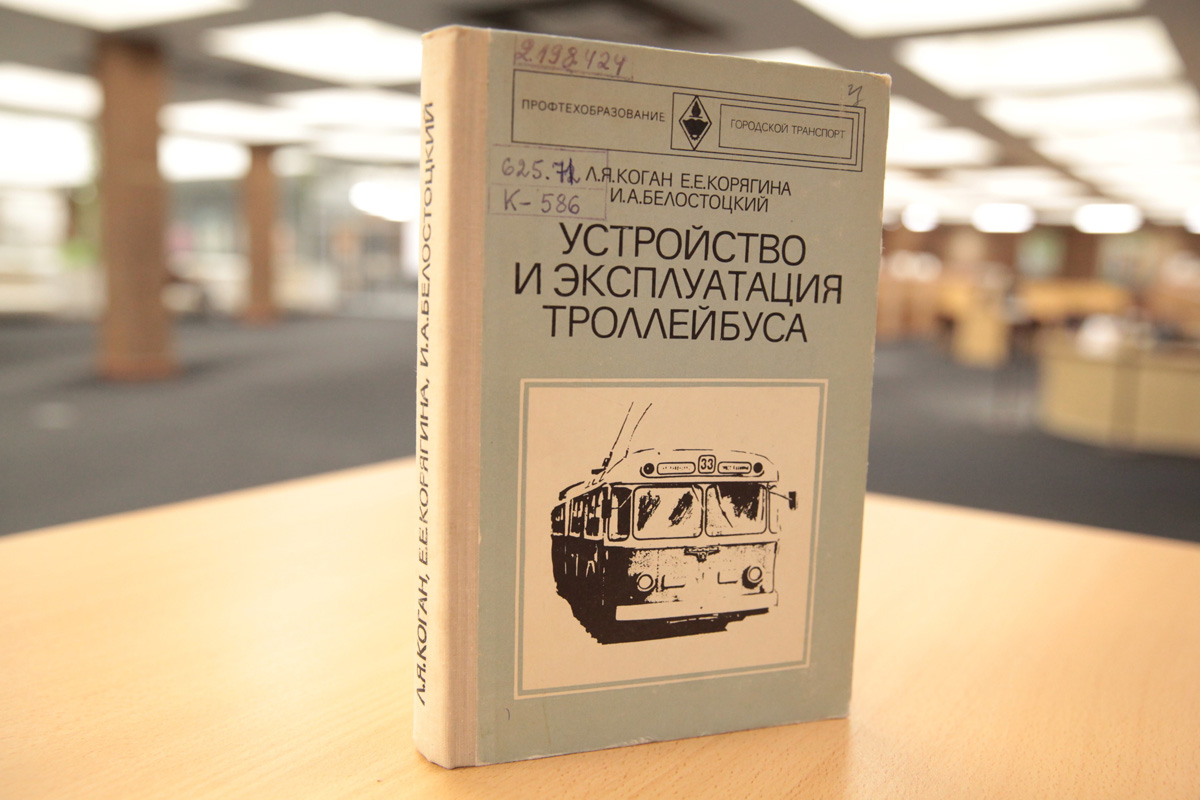 2198424
ПРОФТЕХОБРАЗОВАНИЕ
ГОРОДСКОЙ ТРАНСПОРТ
625.71
К-586
Л.Я.КОГАН Е.Е.КОРЯГИНА
И.А.БЕЛОСТОЦКИЙ
УСТРОЙСТВО
И ЭКСПЛУАТАЦИЯ
ТРОЛЛЕЙБУСА
33
Л.Я.КОГАН, Е.Е.КОРЯГИНА, И.А.БЕЛОСТОЦКИЙ